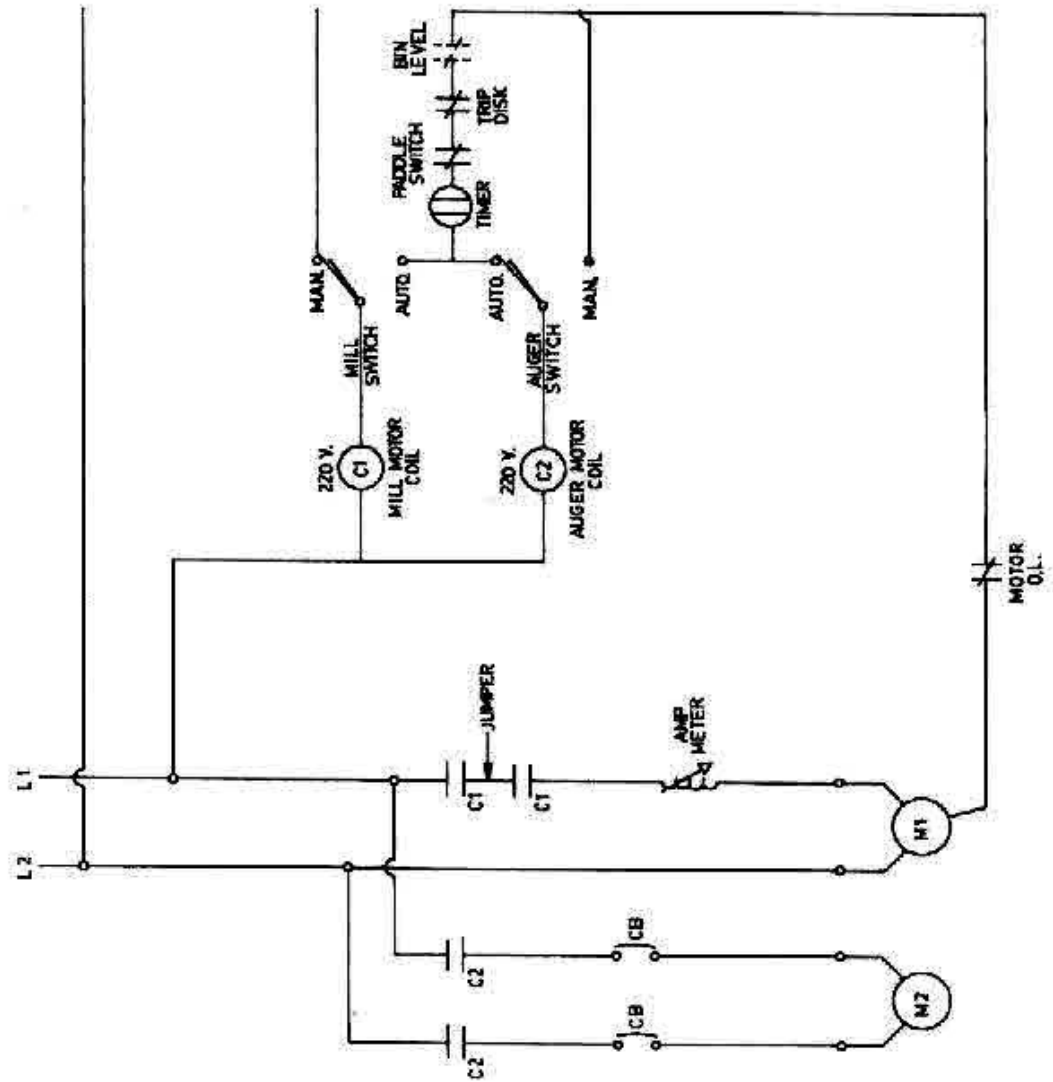 L2
L1
C2
C2
C1
JUMPER
C1
CB
CB
AMP
METER
M2
M1
MOTOR
O.L.
220 V.
C1
MILL MOTOR
COIL
220 V.
C2
AUGER MOTOR
COIL
MILL
SWITCH
AUGER
SWITCH
MAN.
AUTO.
AUTO.
MAN.
TIMER
PADDLE
SWITCH
TRIP
DISK
BIN
LEVEL